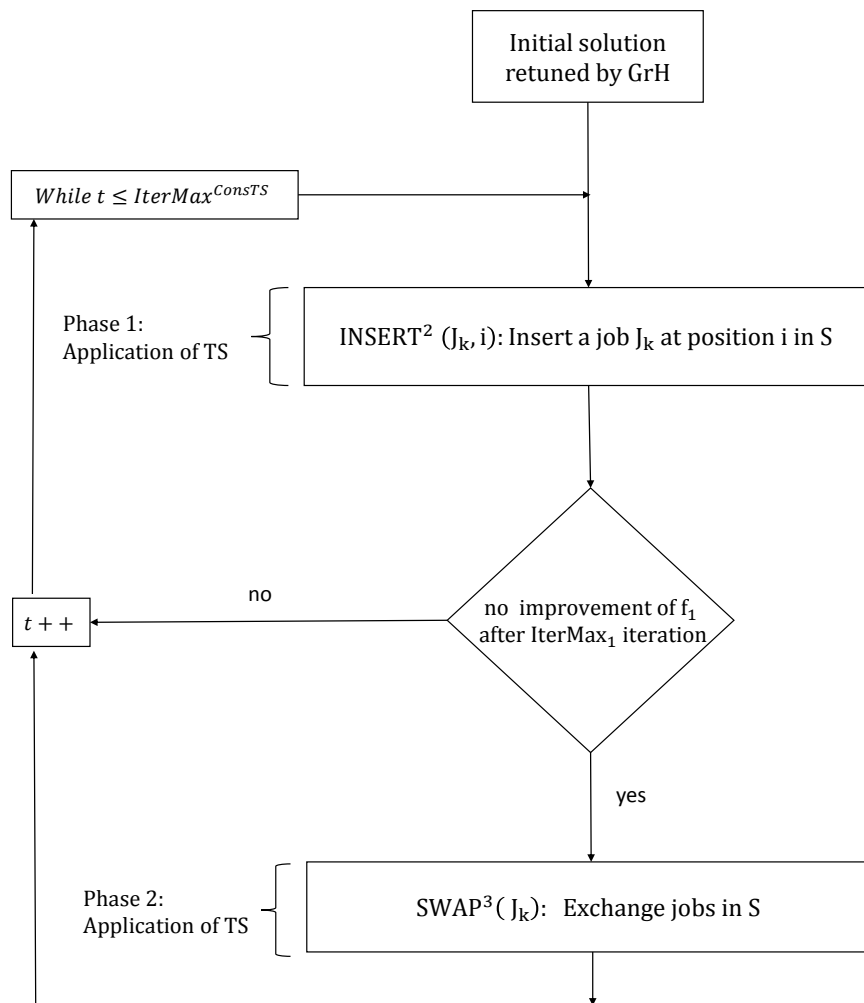 Initial solution
retuned by GrH
While t ≤ IterMax^{ConsTS}
Phase 1:
Application of TS
INSERT² (J_k, i): Insert a job J_k at position i in S
no improvement of f₁
after IterMax₁ iteration
no
t + +
yes
Phase 2:
Application of TS
SWAP³( J_k): Exchange jobs in S